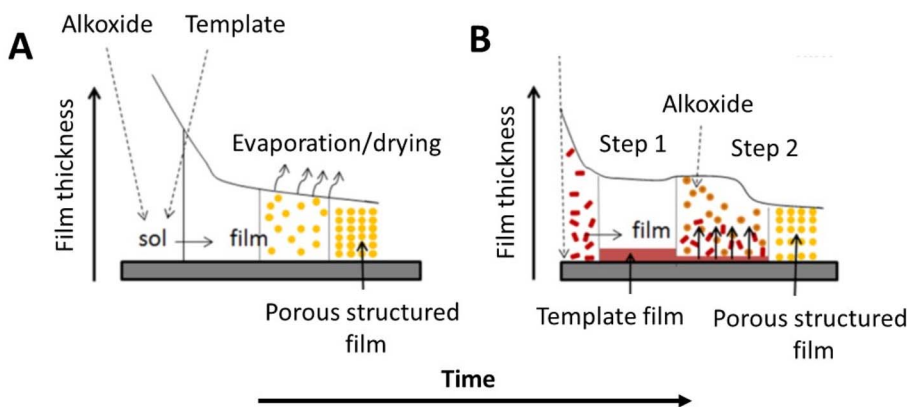 A
Alkoxide
Template
Film thickness
Evaporation/drying
sol
film
Porous structured
film
B
Film thickness
Step 1
Alkoxide
Step 2
film
Template film
Porous structured
film
Time